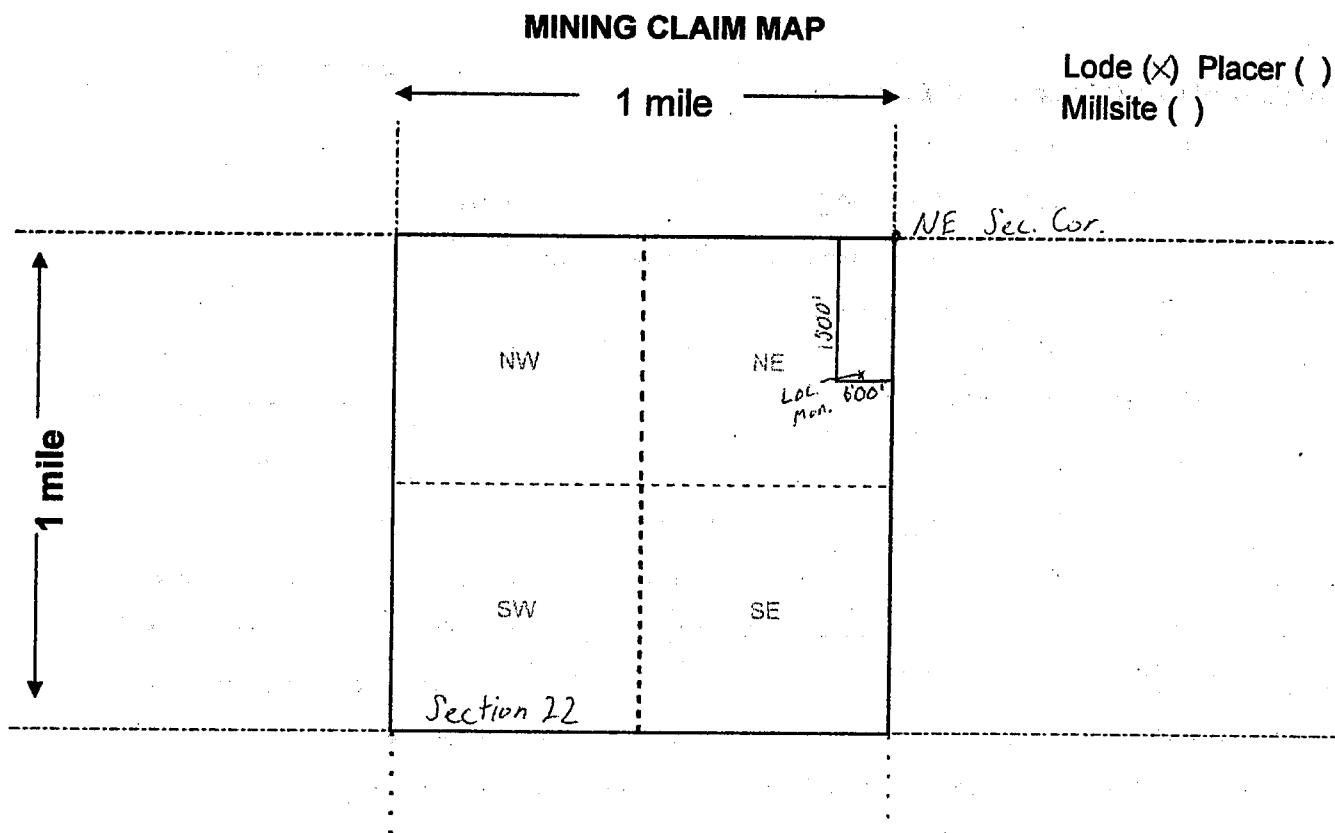 MINING CLAIM MAP
Lode (×) Placer ( )
Millsite ( )
1 mile
NE Sec. Cor.
1 mile
NW
NE
1500'
Loc. Mon.
600'
SW
SE
Section 22